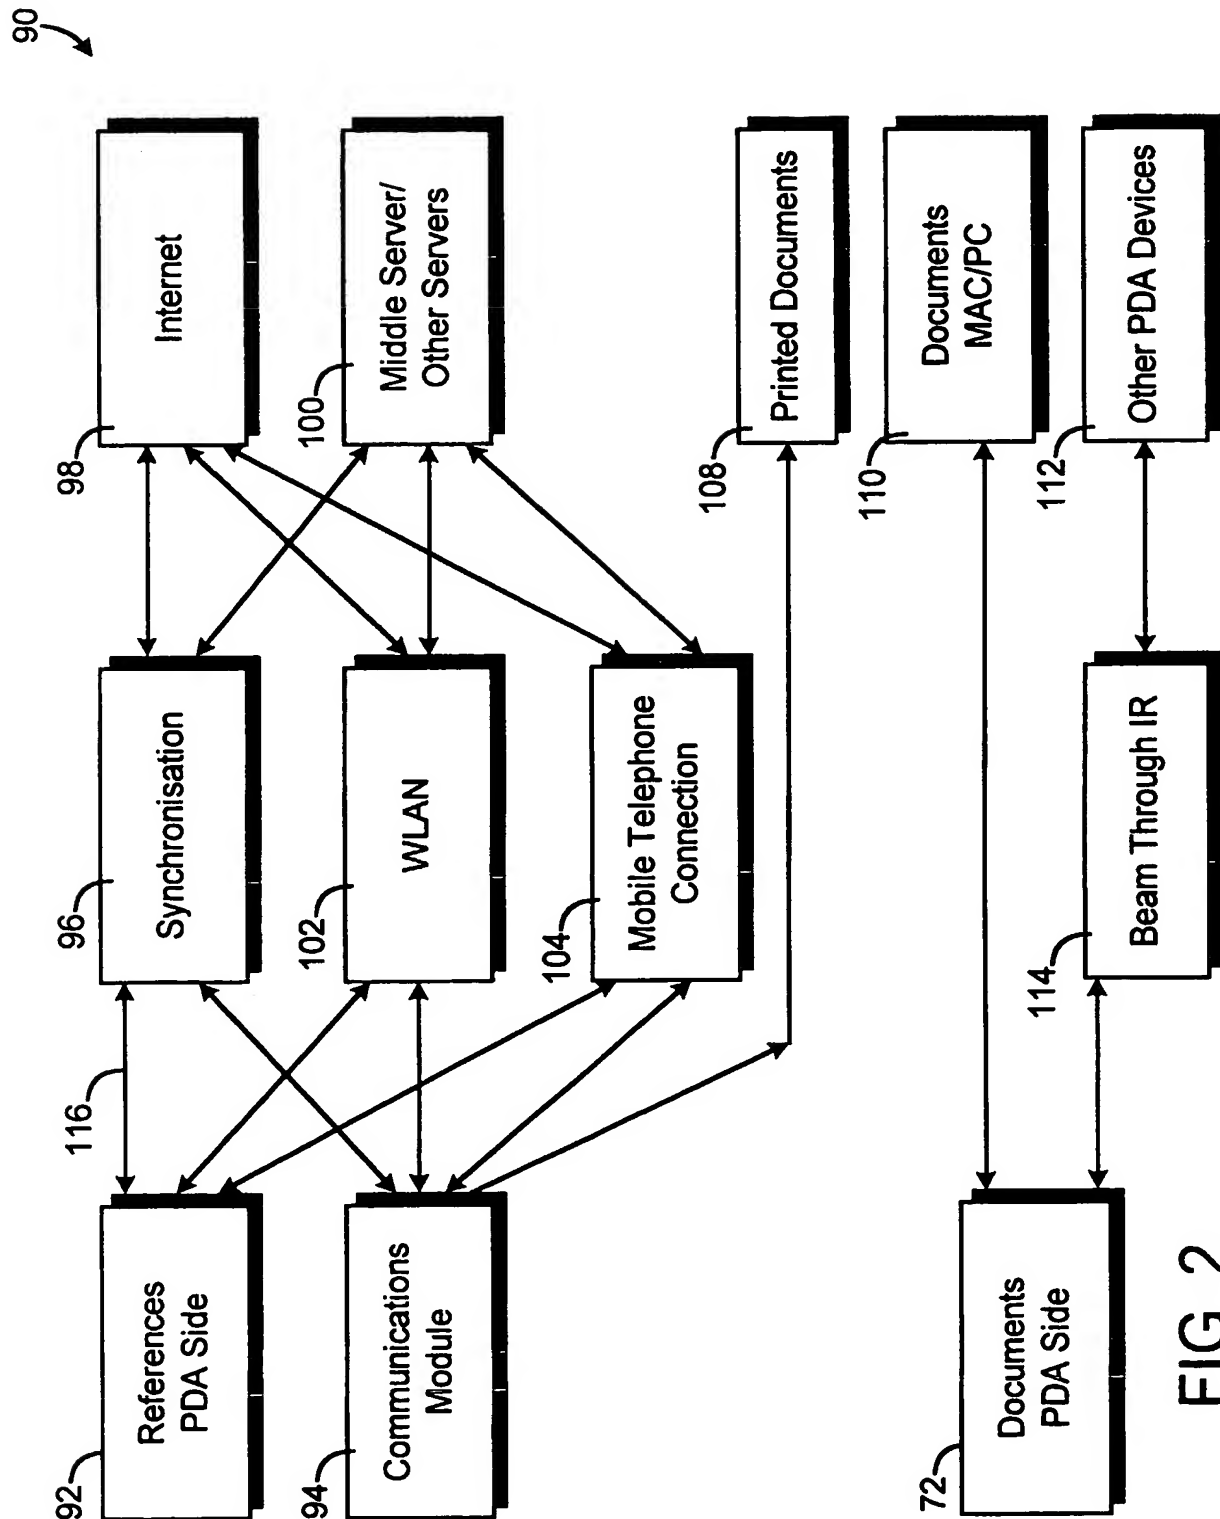 90
92
References
PDA Side
116
96
Synchronisation
98
Internet
94
Communications
Module
102
WLAN
100
Middle Server/
Other Servers
104
Mobile Telephone
Connection
108
Printed Documents
72
Documents
PDA Side
110
Documents
MAC/PC
114
Beam Through IR
112
Other PDA Devices
FIG 2